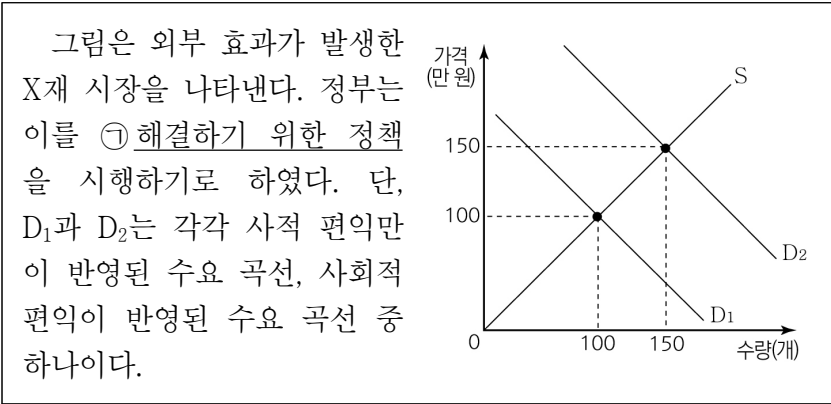 그림은 외부 효과가 발생한
X재 시장을 나타낸다. 정부는
이를 ㉠해결하기 위한 정책
을 시행하기로 하였다. 단,
D₁과 D₂는 각각 사적 편익만
이 반영된 수요 곡선, 사회적
편익이 반영된 수요 곡선 중
하나이다.
가격
(만 원)
S
150
100
D₂
D₁
0
100
150
수량(개)